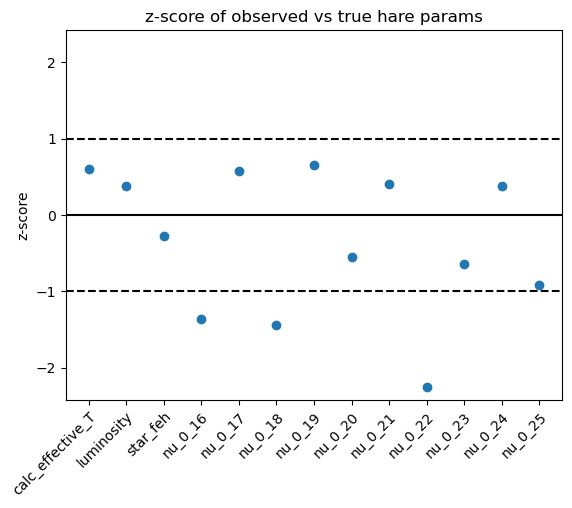 z-score of observed vs true hare params
z-score
2
1
0
−1
−2
calc_effective_T
luminosity
star_feh
nu_0_16
nu_0_17
nu_0_18
nu_0_19
nu_0_20
nu_0_21
nu_0_22
nu_0_23
nu_0_24
nu_0_25